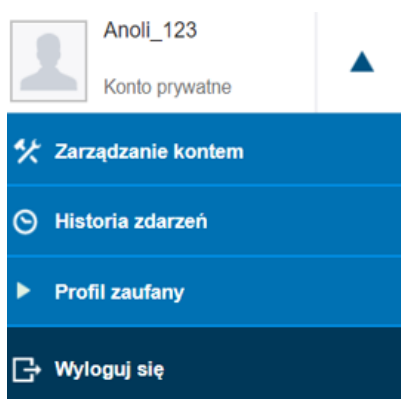 Anoli_123
Konto prywatne
Zarządzanie kontem
Historia zdarzeń
Profil zaufany
Wyloguj się